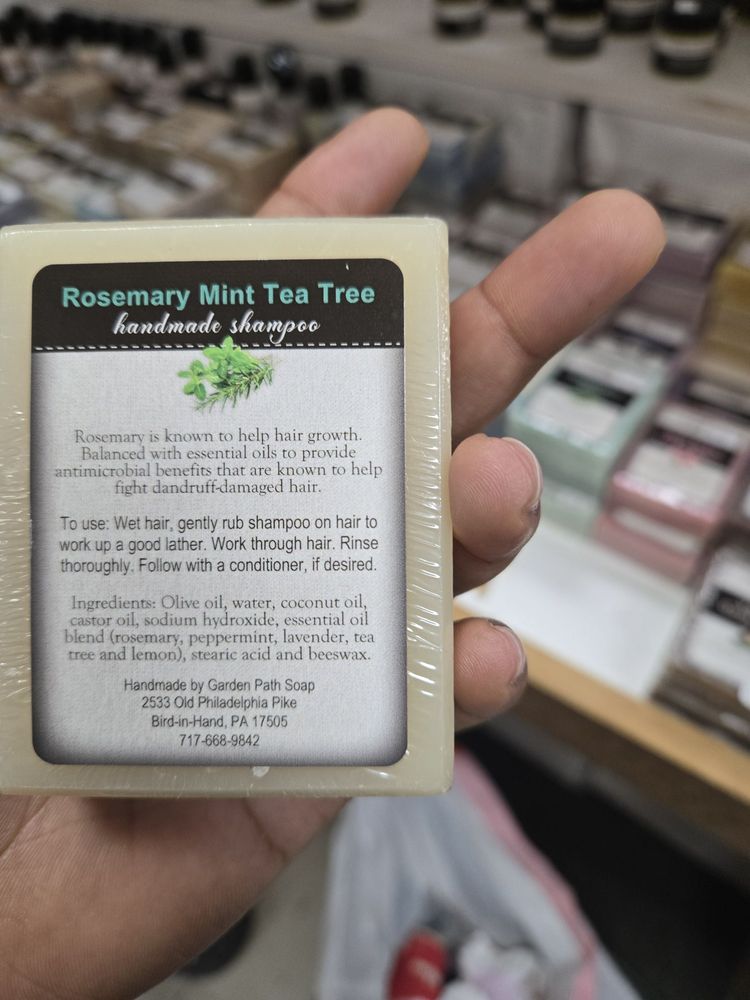 Rosemary Mint Tea Tree
handmade shampoo
Rosemary is known to help hair growth.
Balanced with essential oils to provide
antimicrobial benefits that are known to help
fight dandruff-damaged hair.
To use: Wet hair, gently rub shampoo on hair to
work up a good lather. Work through hair. Rinse
thoroughly. Follow with a conditioner, if desired.
Ingredients: Olive oil, water, coconut oil,
castor oil, sodium hydroxide, essential oil
blend (rosemary, peppermint, lavender, tea
tree and lemon), stearic acid and beeswax.
Handmade by Garden Path Soap
2533 Old Philadelphia Pike
Bird-in-Hand, PA 17505
717-668-9842